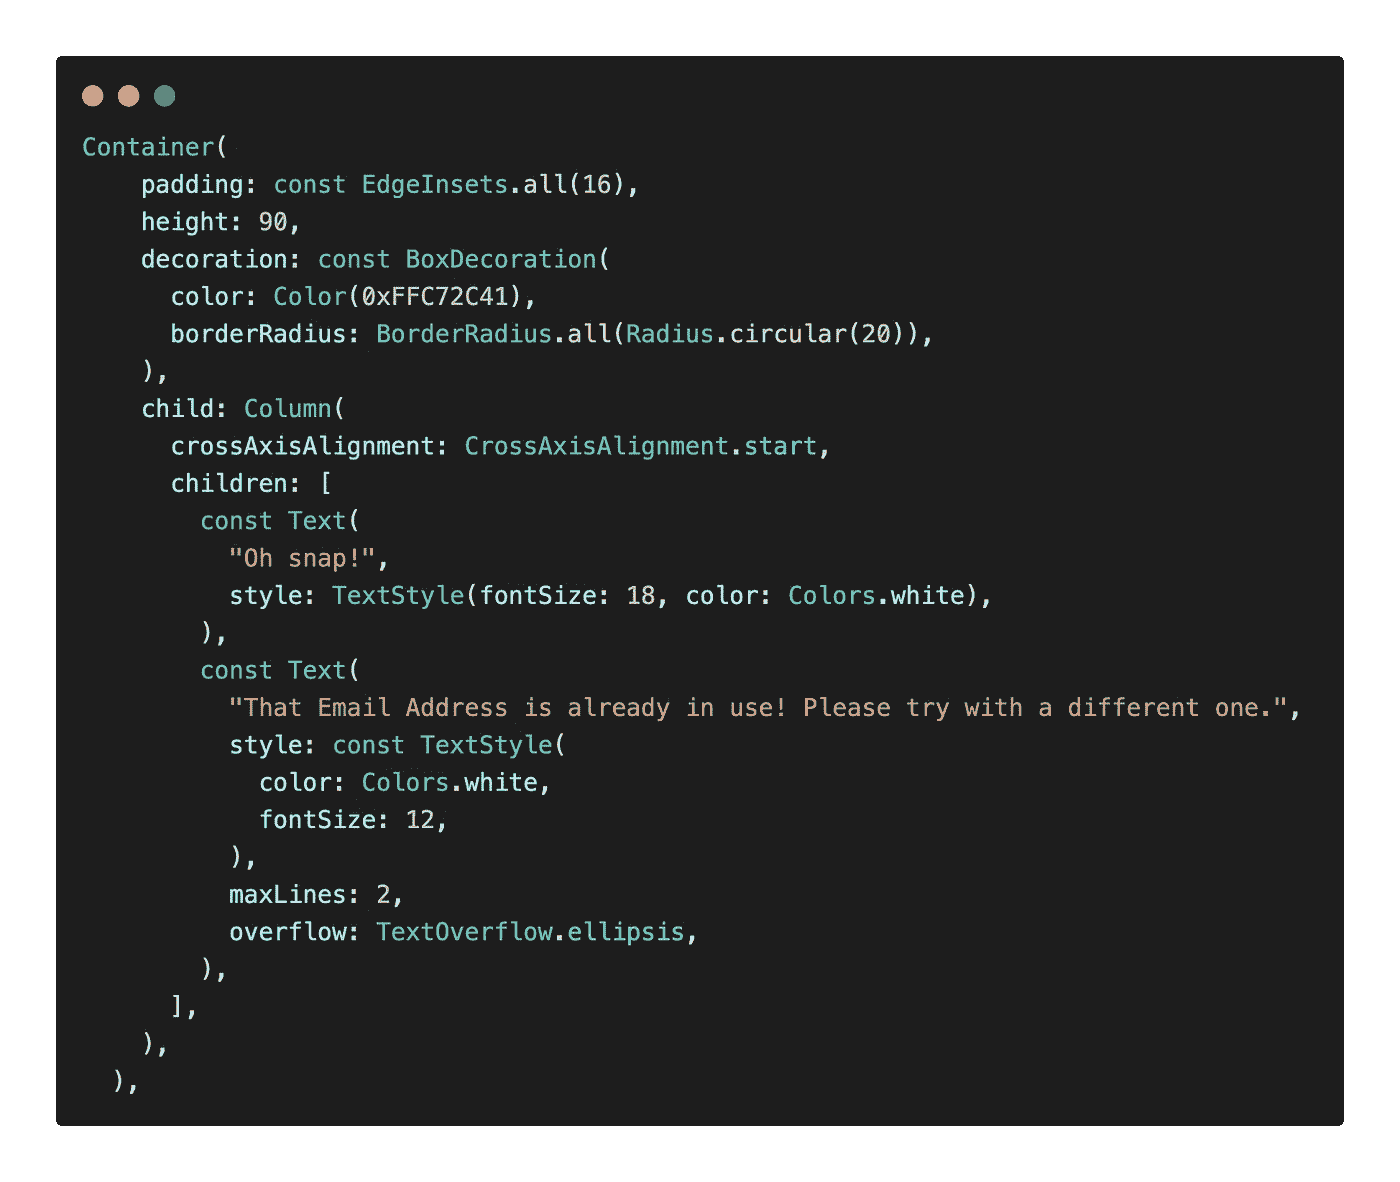 Container(
    padding: const EdgeInsets.all(16),
    height: 90,
    decoration: const BoxDecoration(
      color: Color(0xFFC72C41),
      borderRadius: BorderRadius.all(Radius.circular(20)),
    ),
    child: Column(
      crossAxisAlignment: CrossAxisAlignment.start,
      children: [
        const Text(
          "Oh snap!",
          style: TextStyle(fontSize: 18, color: Colors.white),
        ),
        const Text(
          "That Email Address is already in use! Please try with a different one.",
          style: const TextStyle(
            color: Colors.white,
            fontSize: 12,
          ),
          maxLines: 2,
          overflow: TextOverflow.ellipsis,
        ),
      ],
    ),
  ),